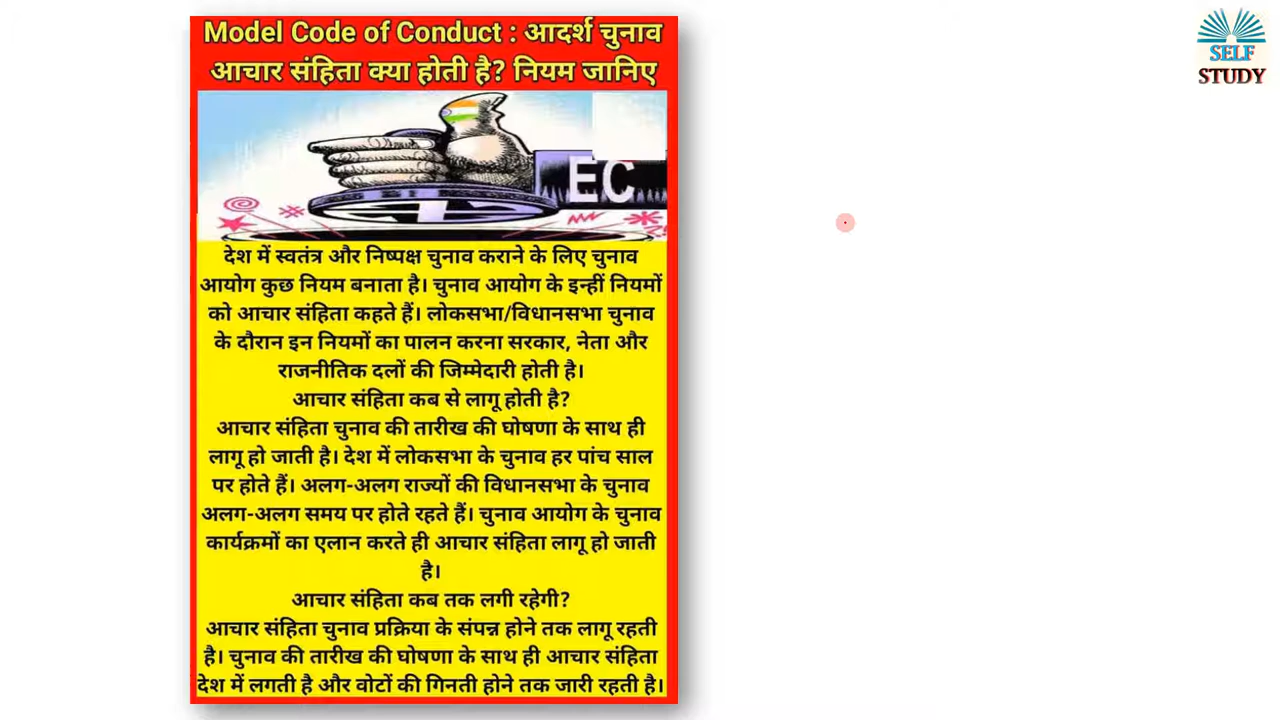 Model Code of Conduct : आदर्श चुनाव
आचार संहिता क्या होती है? नियम जानिए
EC
देश में स्वतंत्र और निष्पक्ष चुनाव कराने के लिए चुनाव
आयोग कुछ नियम बनाता है। चुनाव आयोग के इन्हीं नियमों
को आचार संहिता कहते हैं। लोकसभा/विधानसभा चुनाव
के दौरान इन नियमों का पालन करना सरकार, नेता और
राजनीतिक दलों की जिम्मेदारी होती है।
आचार संहिता कब से लागू होती है?
आचार संहिता चुनाव की तारीख की घोषणा के साथ ही
लागू हो जाती है। देश में लोकसभा के चुनाव हर पांच साल
पर होते हैं। अलग-अलग राज्यों की विधानसभा के चुनाव
अलग-अलग समय पर होते रहते हैं। चुनाव आयोग के चुनाव
कार्यक्रमों का एलान करते ही आचार संहिता लागू हो जाती
है।
आचार संहिता कब तक लगी रहेगी?
आचार संहिता चुनाव प्रक्रिया के संपन्न होने तक लागू रहती
है। चुनाव की तारीख की घोषणा के साथ ही आचार संहिता
देश में लगती है और वोटों की गिनती होने तक जारी रहती है।
SELF
STUDY